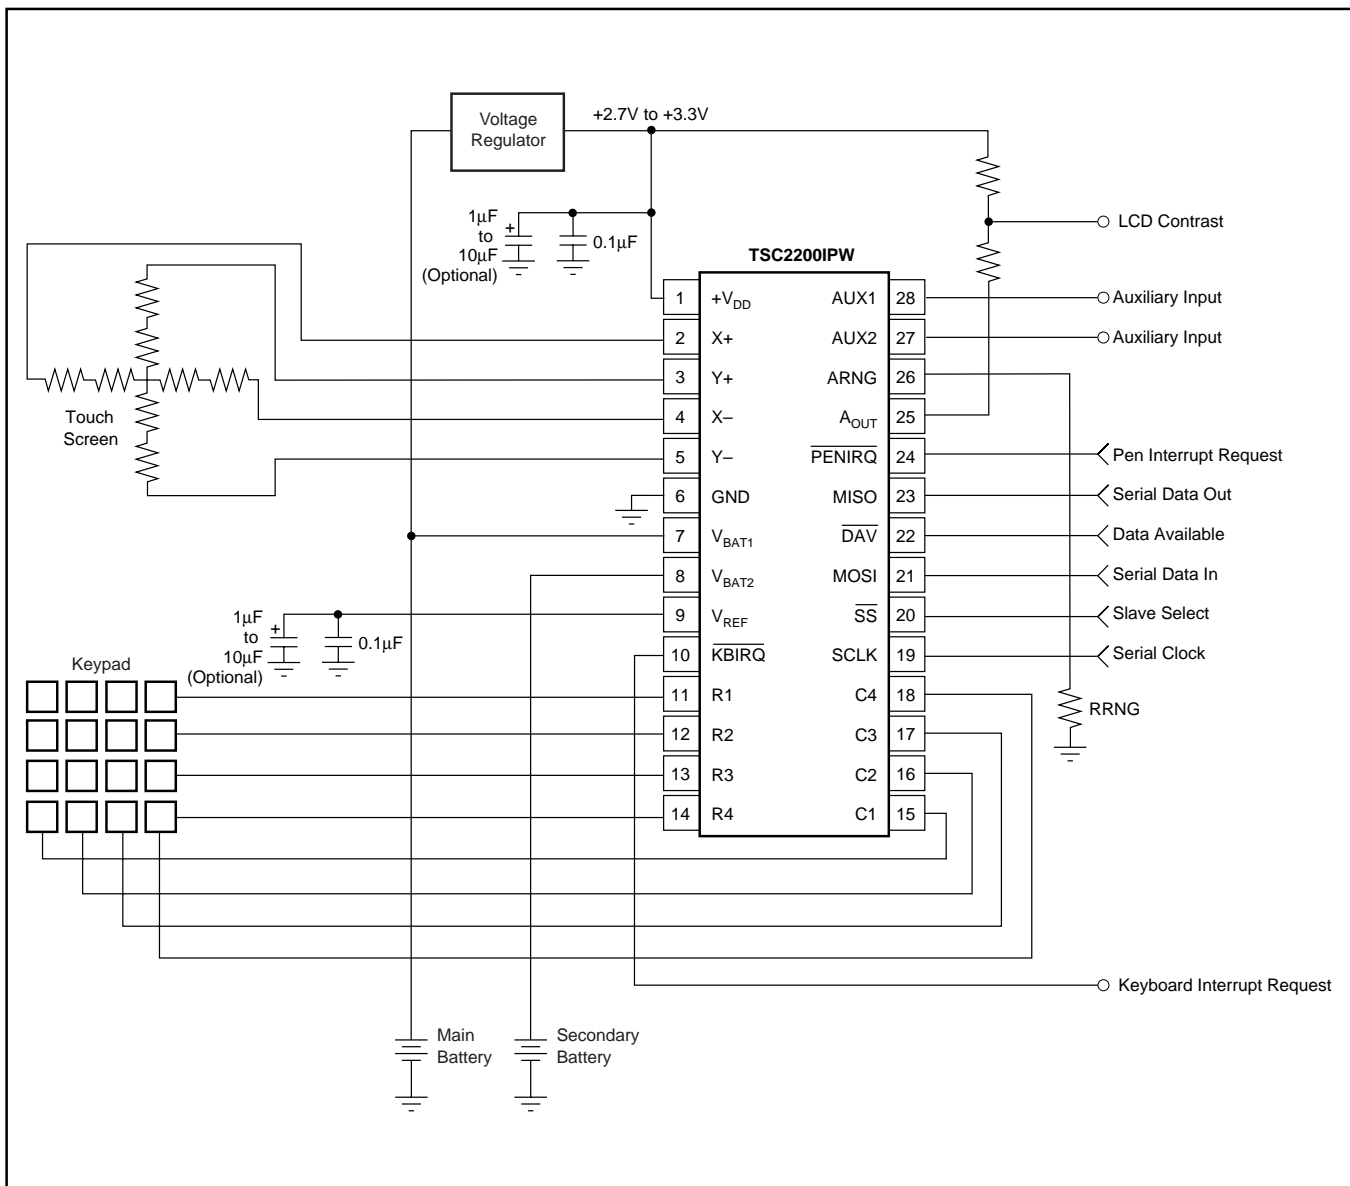 Voltage
Regulator
+2.7V to +3.3V
1μF
to
10μF
(Optional)
+
0.1μF
LCD Contrast
TSC2200IPW
1 +VDD AUX1 28 Auxiliary Input
2 X+ AUX2 27 Auxiliary Input
3 Y+ ARNG 26
4 X– AOUT 25
5 Y– PENIRQ 24 Pen Interrupt Request
6 GND MISO 23 Serial Data Out
7 VBAT1 DAV 22 Data Available
8 VBAT2 MOSI 21 Serial Data In
9 VREF SS 20 Slave Select
10 KBIRQ SCLK 19 Serial Clock
11 R1 C4 18
12 R2 C3 17
13 R3 C2 16
14 R4 C1 15
Touch
Screen
1μF
to
10μF
(Optional)
+
0.1μF
Keypad
RRNG
Keyboard Interrupt Request
Main
Battery
Secondary
Battery